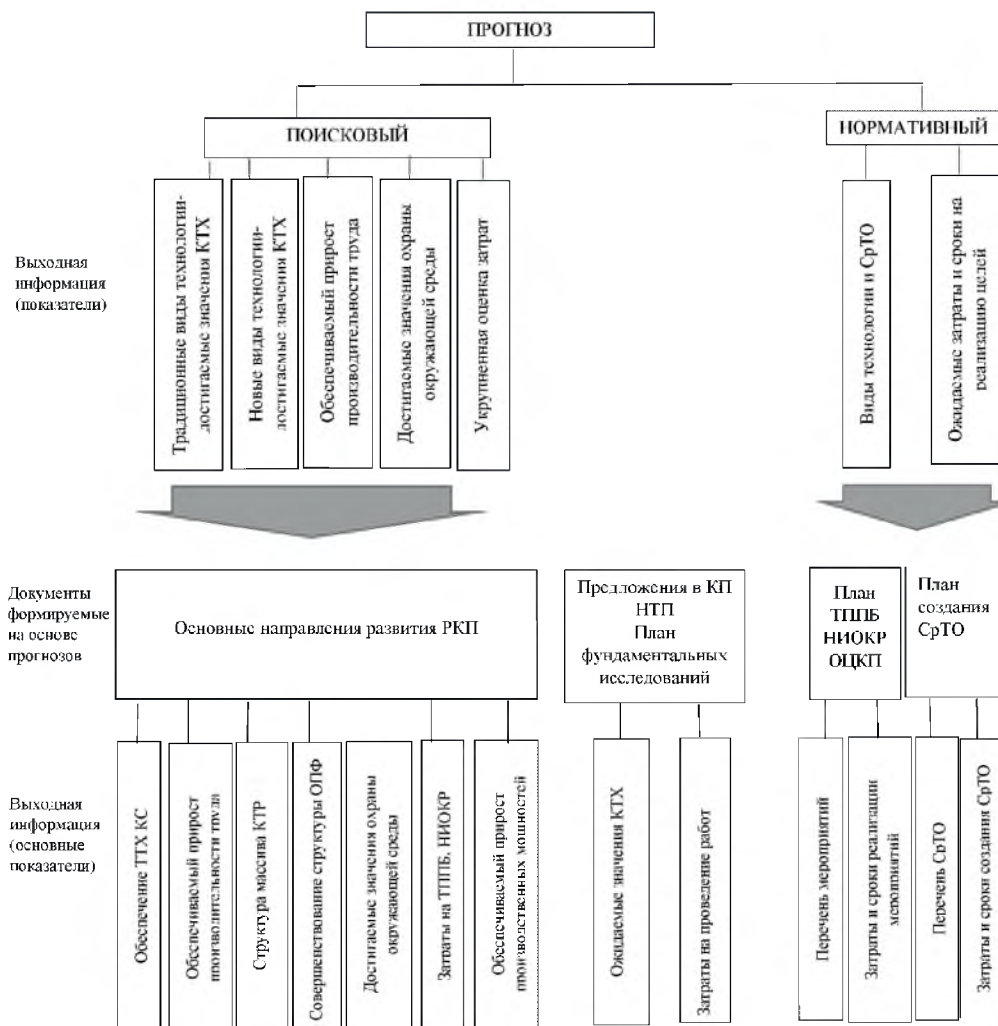 ПРОГНОЗ
ПОИСКОВЫЙ
НОРМАТИВНЫЙ
Выходная
информация
(показатели)
Традиционные виды технологии-
достигаемые значения КТХ
Новые виды технологии-
достигаемые значения КТХ
Обеспечиваемый прирост
производительности труда
Достигаемые значения охраны
окружающей среды
Укрупненная оценка затрат
Виды технологии и СрТО
Ожидаемые затраты и сроки на
реализацию целей
Документы
формируемые
на основе
прогнозов
Основные направления развития РКП
Предложения в КП
НТП
План
фундаментальных
исследований
План
ТППБ
НИОКР
ОЦКП
План
создания
СрТО
Выходная
информация
(основные
показатели)
Обеспечение ТТХ КС
Обеспечиваемый прирост
производительности труда
Структура массива КТР
Совершенствование структуры ОПФ
Достигаемые значения охраны
окружающей среды
Затраты на ТППБ, НИОКР
Обеспечиваемый прирост
производственных мощностей
Ожидаемые значения КТХ
Затраты на проведение работ
Перечень мероприятий
Затраты и сроки реализации
мероприятий
Перечень СрТО
Затраты и сроки создания СрТО